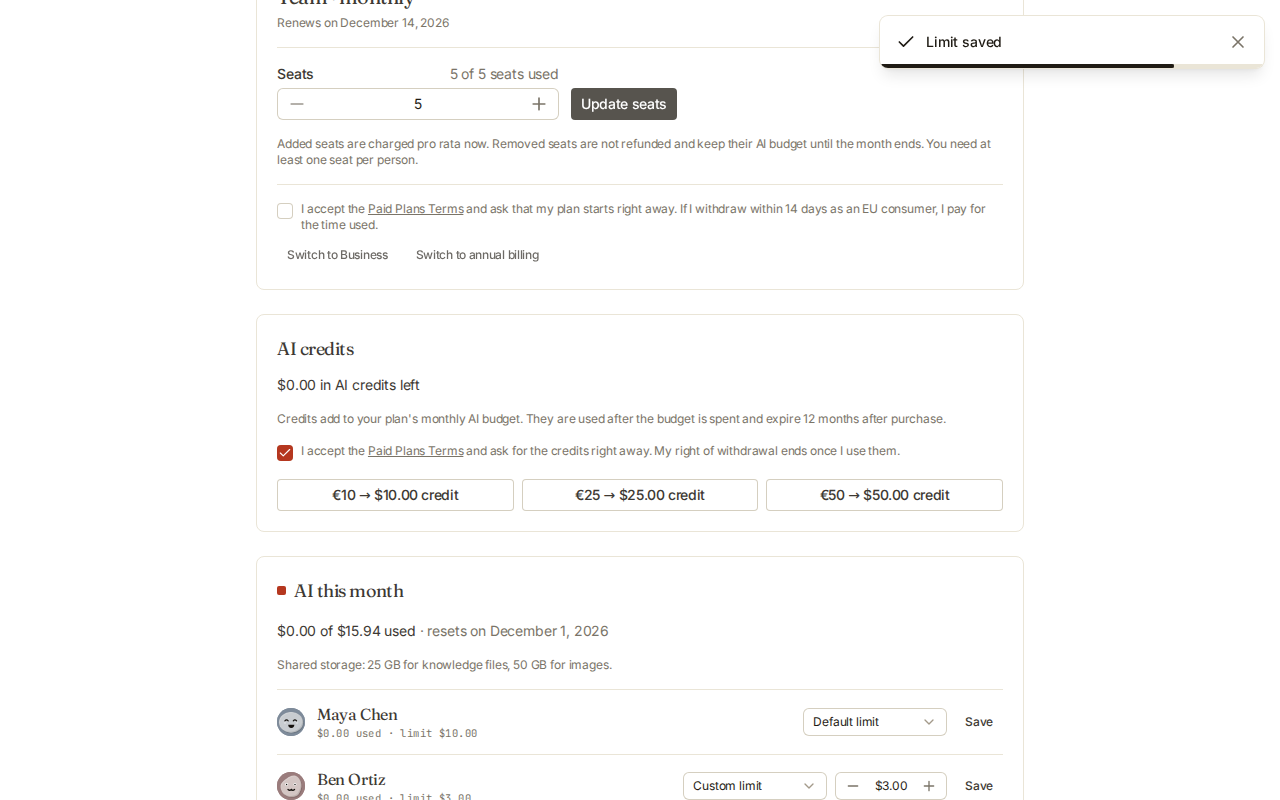 Team · monthly
Renews on December 14, 2026
Limit saved
Seats 5 of 5 seats used
5 Update seats
Added seats are charged pro rata now. Removed seats are not refunded and keep their AI budget until the month ends. You need at
least one seat per person.
I accept the Paid Plans Terms and ask that my plan starts right away. If I withdraw within 14 days as an EU consumer, I pay for
the time used.
Switch to Business Switch to annual billing
AI credits
$0.00 in AI credits left
Credits add to your plan's monthly AI budget. They are used after the budget is spent and expire 12 months after purchase.
I accept the Paid Plans Terms and ask for the credits right away. My right of withdrawal ends once I use them.
€10 → $10.00 credit €25 → $25.00 credit €50 → $50.00 credit
AI this month
$0.00 of $15.94 used · resets on December 1, 2026
Shared storage: 25 GB for knowledge files, 50 GB for images.
Maya Chen
$0.00 used · limit $10.00
Default limit Save
Ben Ortiz
$0.00 used · limit $3.00
Custom limit $3.00 Save